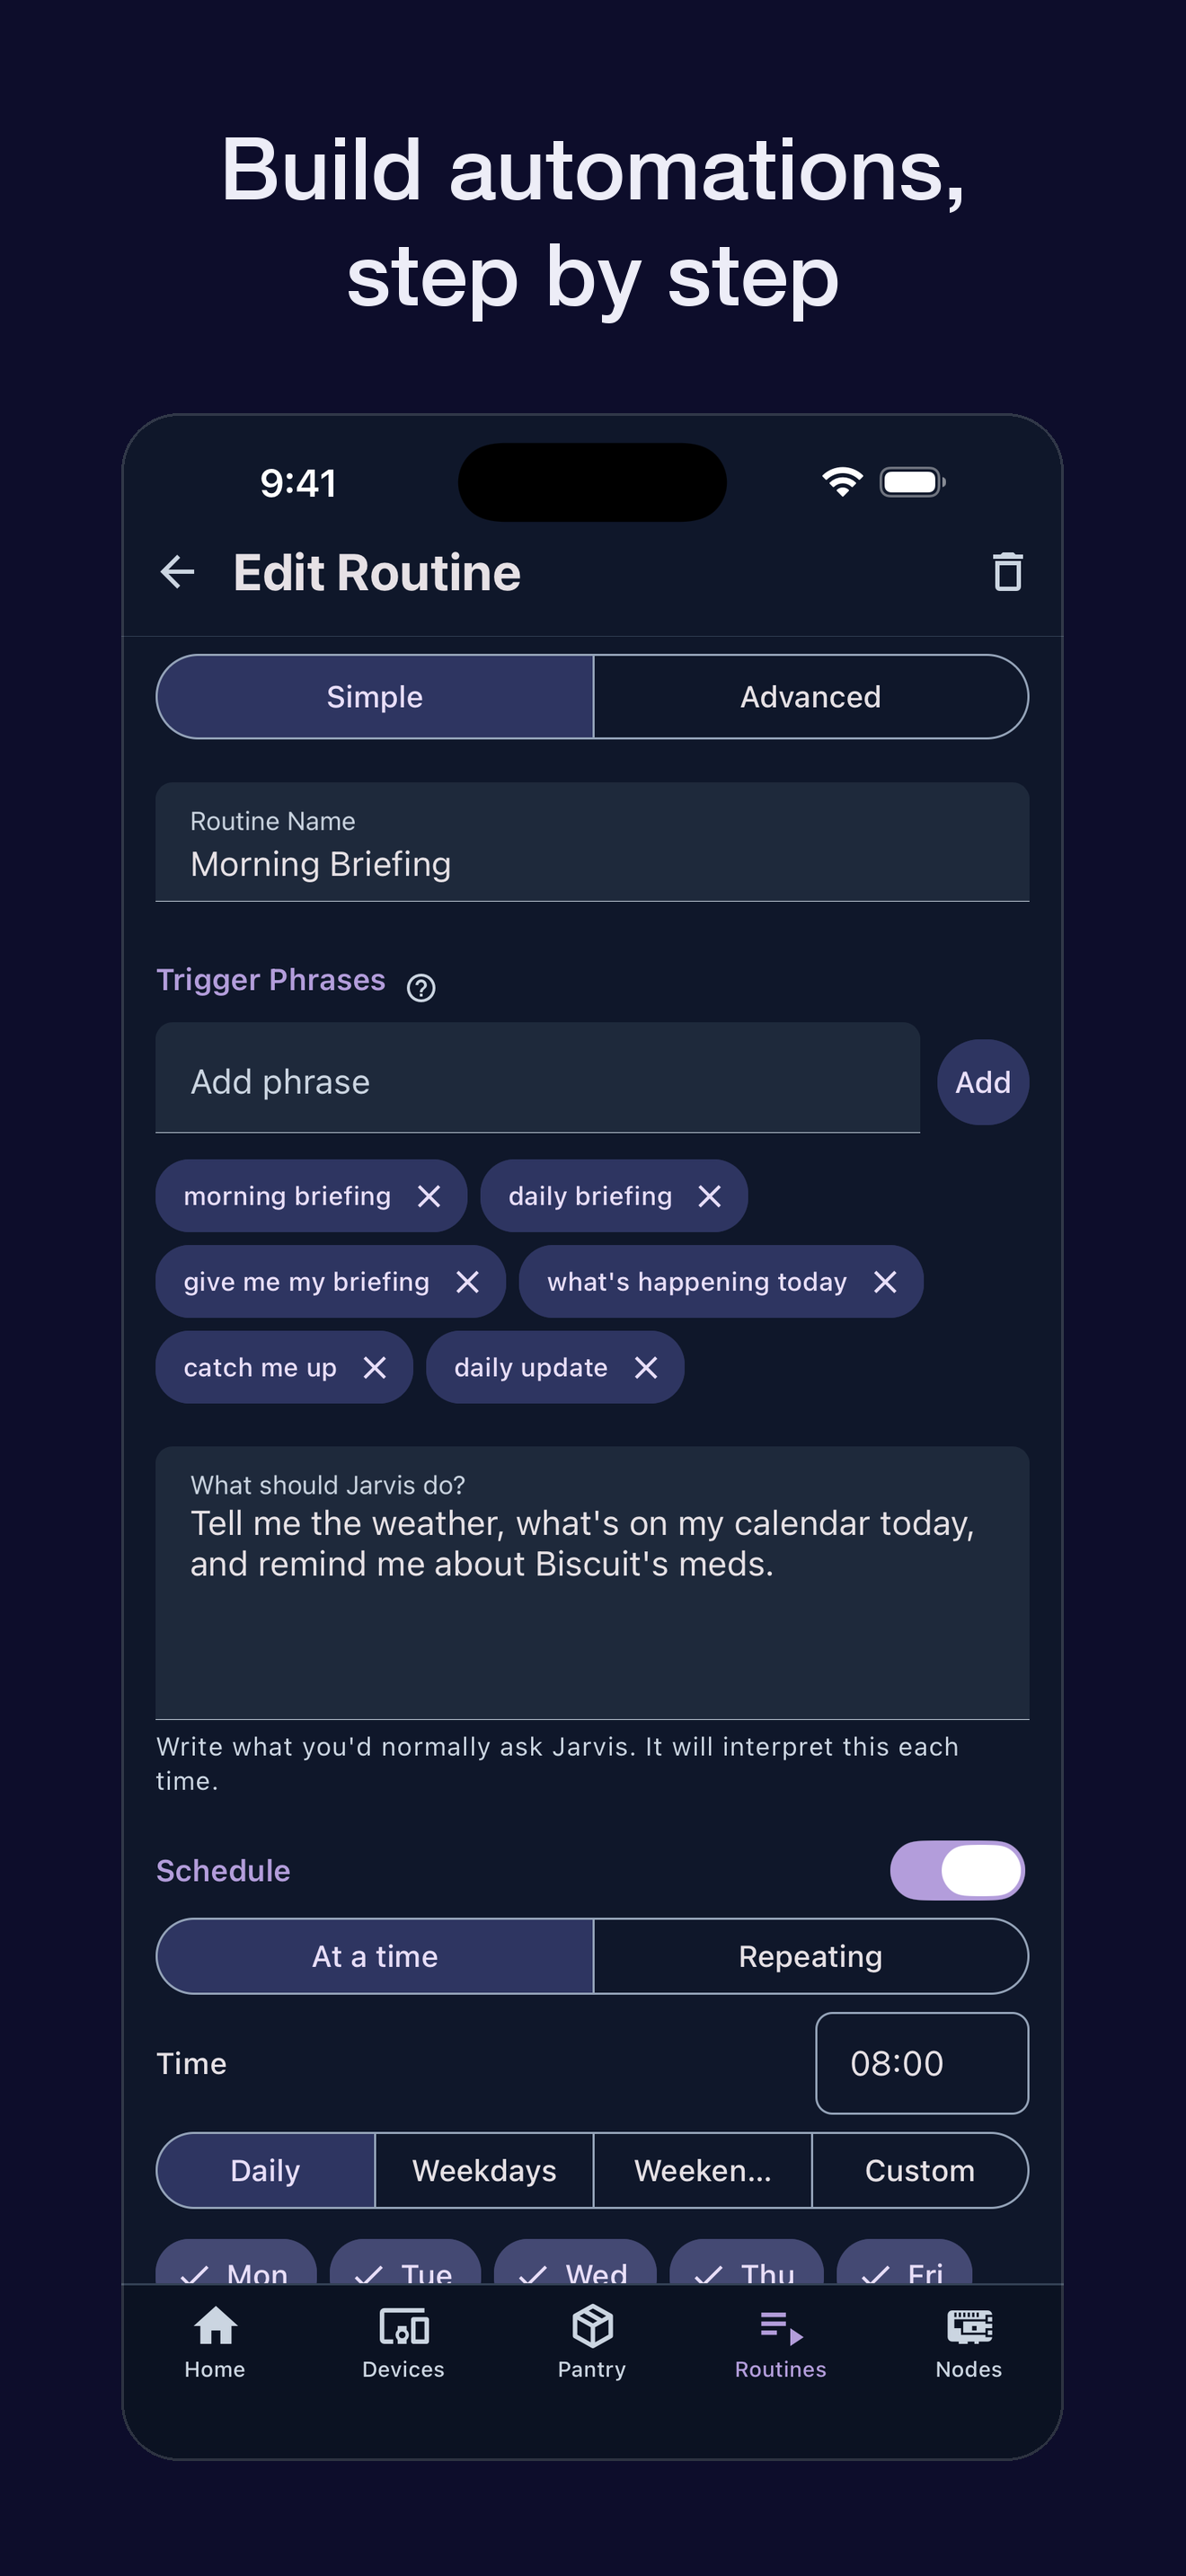 Build automations,
step by step
9:41
Edit Routine
Simple Advanced
Routine Name
Morning Briefing
Trigger Phrases
Add phrase Add
morning briefing daily briefing
give me my briefing what's happening today
catch me up daily update
What should Jarvis do?
Tell me the weather, what's on my calendar today,
and remind me about Biscuit's meds.
Write what you'd normally ask Jarvis. It will interpret this each
time.
Schedule
At a time Repeating
Time 08:00
Daily Weekdays Weeken... Custom
Mon Tue Wed Thu Fri
Home Devices Pantry Routines Nodes